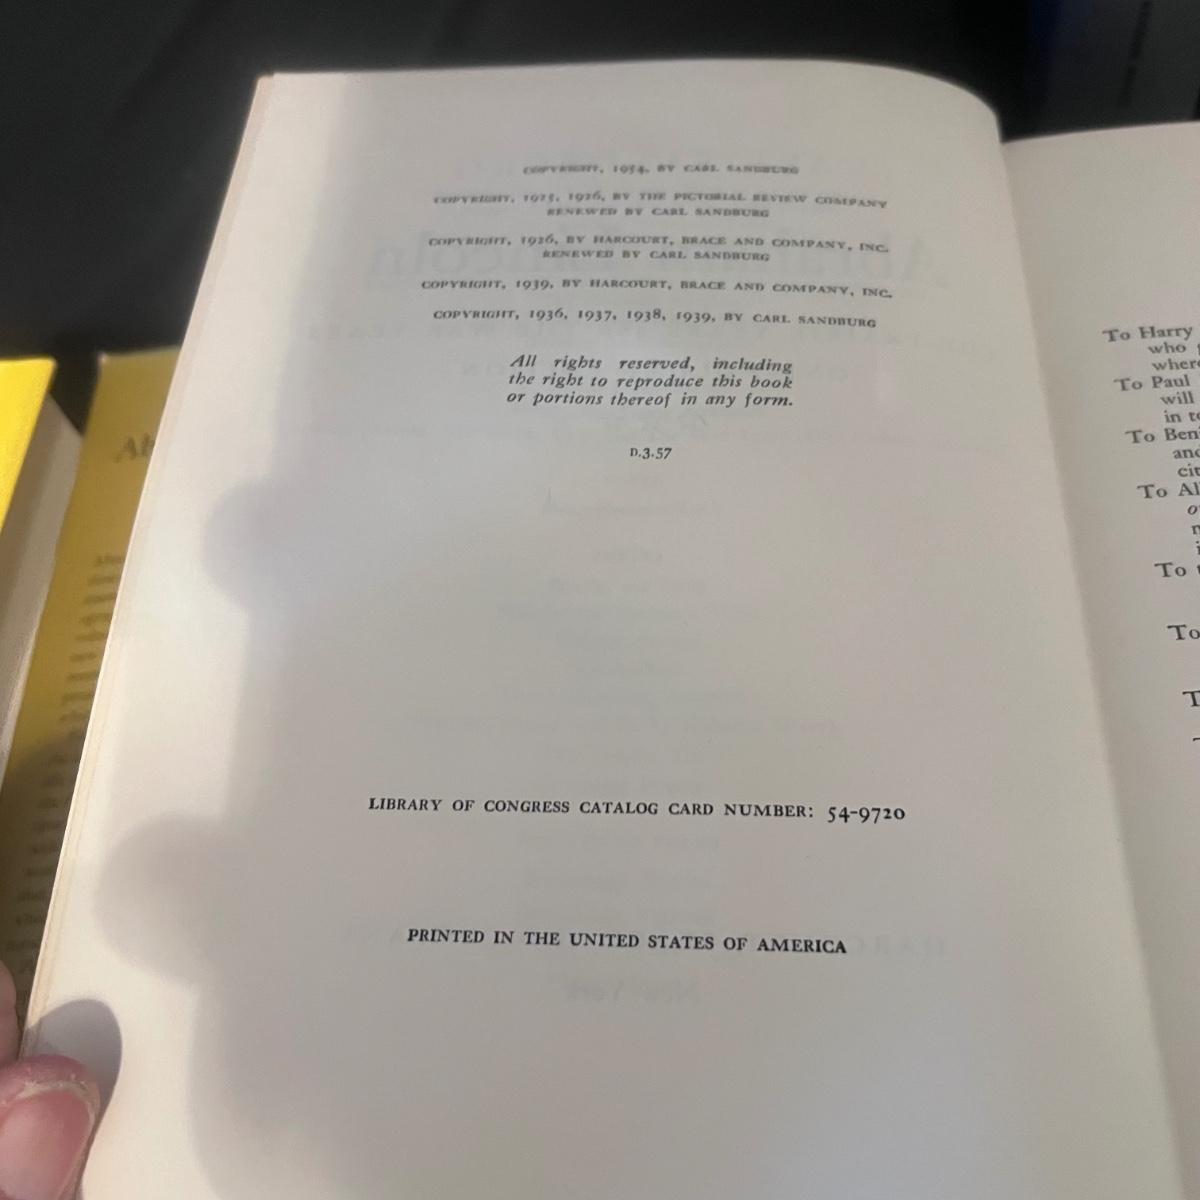 COPYRIGHT, 1954, BY CARL SANDBURG
COPYRIGHT, 1925, 1926, BY THE PICTORIAL REVIEW COMPANY
RENEWED BY CARL SANDBURG
COPYRIGHT, 1926, BY HARCOURT, BRACE AND COMPANY, INC.
RENEWED BY CARL SANDBURG
COPYRIGHT, 1939, BY HARCOURT, BRACE AND COMPANY, INC.
COPYRIGHT, 1936, 1937, 1938, 1939, BY CARL SANDBURG
All rights reserved, including
the right to reproduce this book
or portions thereof in any form.
D.3.57
LIBRARY OF CONGRESS CATALOG CARD NUMBER: 54-9720
PRINTED IN THE UNITED STATES OF AMERICA
To Harry
who
where
To Paul
will
in
To
and
To
To
To